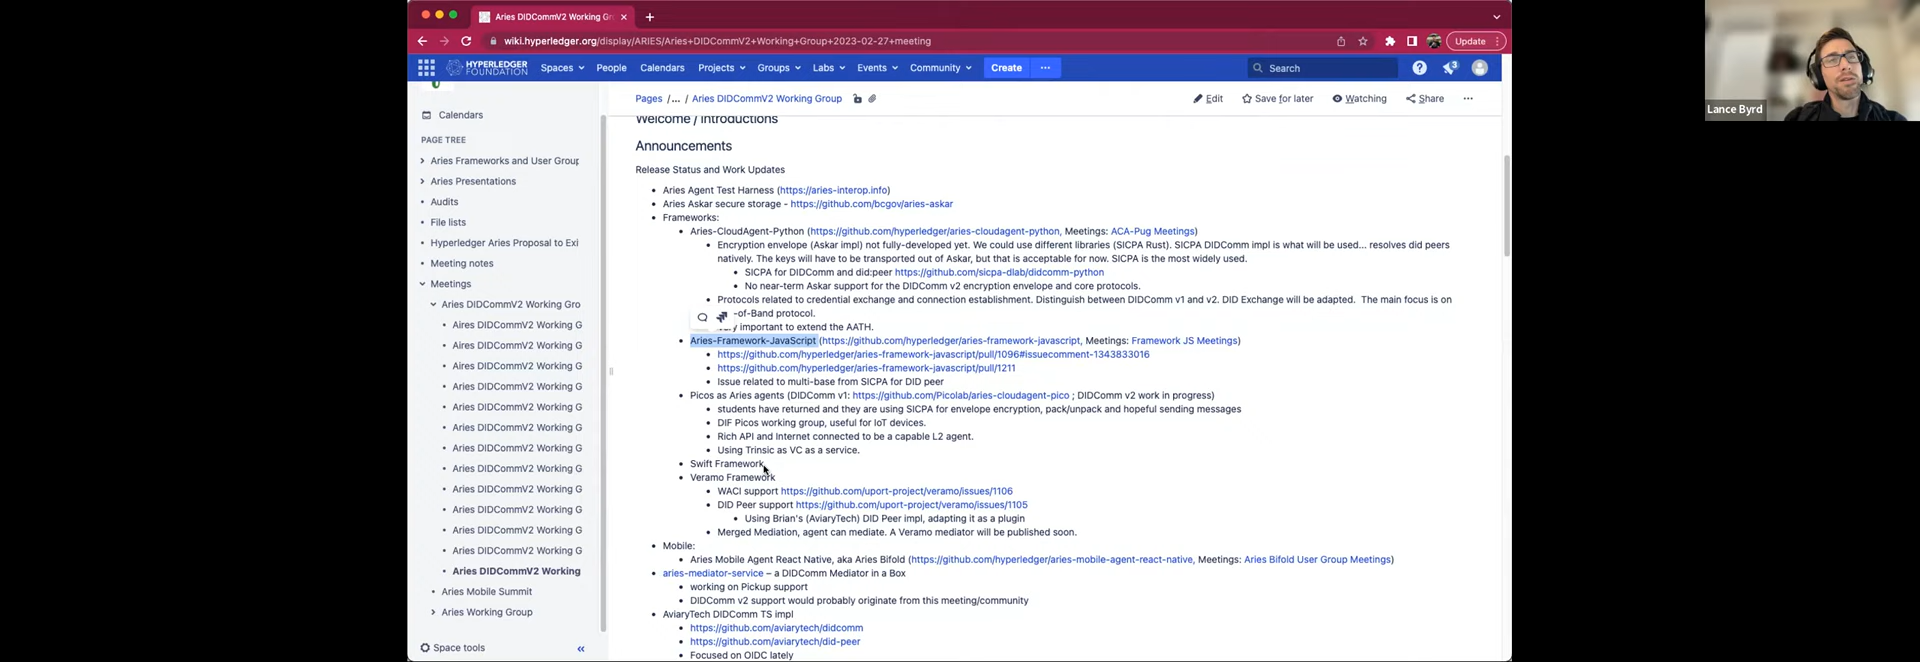 Aries DIDCommV2 Working Gr
wiki.hyperledger.org/display/ARIES/Aries+DIDCommV2+Working+Group+2023-02-27+meeting
Update
HYPERLEDGER
FOUNDATION
Spaces
People
Calendars
Projects
Groups
Labs
Events
Community
Create
Search
3
Lance Byrd
Pages / ... / Aries DIDCommV2 Working Group
Edit
Save for later
Watching
Share
Calendars
PAGE TREE
Aries Frameworks and User Group
Aries Presentations
Audits
File lists
Hyperledger Aries Proposal to Exi
Meeting notes
Meetings
Aries DIDCommV2 Working Gro
Aires DIDCommV2 Working G
Aries DIDCommV2 Working G
Aries DIDCommV2 Working G
Aries DIDCommV2 Working G
Aries DIDCommV2 Working G
Aries DIDCommV2 Working G
Aries DIDCommV2 Working G
Aries DIDCommV2 Working G
Aries DIDCommV2 Working G
Aries DIDCommV2 Working G
Aries DIDCommV2 Working G
Aries DIDCommV2 Working G
Aries DIDCommV2 Working
Aries Mobile Summit
Aries Working Group
Space tools
Welcome / Introductions
Announcements
Release Status and Work Updates
Aries Agent Test Harness (https://aries-interop.info)
Aries Askar secure storage - https://github.com/bcgov/aries-askar
Frameworks:
Aries-CloudAgent-Python (https://github.com/hyperledger/aries-cloudagent-python, Meetings: ACA-Pug Meetings)
Encryption envelope (Askar impl) not fully-developed yet. We could use different libraries (SICPA Rust). SICPA DIDComm impl is what will be used... resolves did peers
natively. The keys will have to be transported out of Askar, but that is acceptable for now. SICPA is the most widely used.
SICPA for DIDComm and did:peer https://github.com/sicpa-dlab/didcomm-python
No near-term Askar support for the DIDComm v2 encryption envelope and core protocols.
Protocols related to credential exchange and connection establishment. Distinguish between DIDComm v1 and v2. DID Exchange will be adapted. The main focus is on
-of-Band protocol.
important to extend the AATH.
Aries-Framework-JavaScript (https://github.com/hyperledger/aries-framework-javascript, Meetings: Framework JS Meetings)
https://github.com/hyperledger/aries-framework-javascript/pull/1096#issuecomment-1343833016
https://github.com/hyperledger/aries-framework-javascript/pull/1211
Issue related to multi-base from SICPA for DID peer
Picos as Aries agents (DIDComm v1: https://github.com/Picolab/aries-cloudagent-pico ; DIDComm v2 work in progress)
students have returned and they are using SICPA for envelope encryption, pack/unpack and hopeful sending messages
DIF Picos working group, useful for IoT devices.
Rich API and Internet connected to be a capable L2 agent.
Using Trinsic as VC as a service.
Swift Framework
Veramo Framework
WACI support https://github.com/uport-project/veramo/issues/1106
DID Peer support https://github.com/uport-project/veramo/issues/1105
Using Brian's (AviaryTech) DID Peer impl, adapting it as a plugin
Merged Mediation, agent can mediate. A Veramo mediator will be published soon.
Mobile:
Aries Mobile Agent React Native, aka Aries Bifold (https://github.com/hyperledger/aries-mobile-agent-react-native, Meetings: Aries Bifold User Group Meetings)
aries-mediator-service – a DIDComm Mediator in a Box
working on Pickup support
DIDComm v2 support would probably originate from this meeting/community
AviaryTech DIDComm TS impl
https://github.com/aviarytech/didcomm
https://github.com/aviarytech/did-peer
Focused on OIDC lately